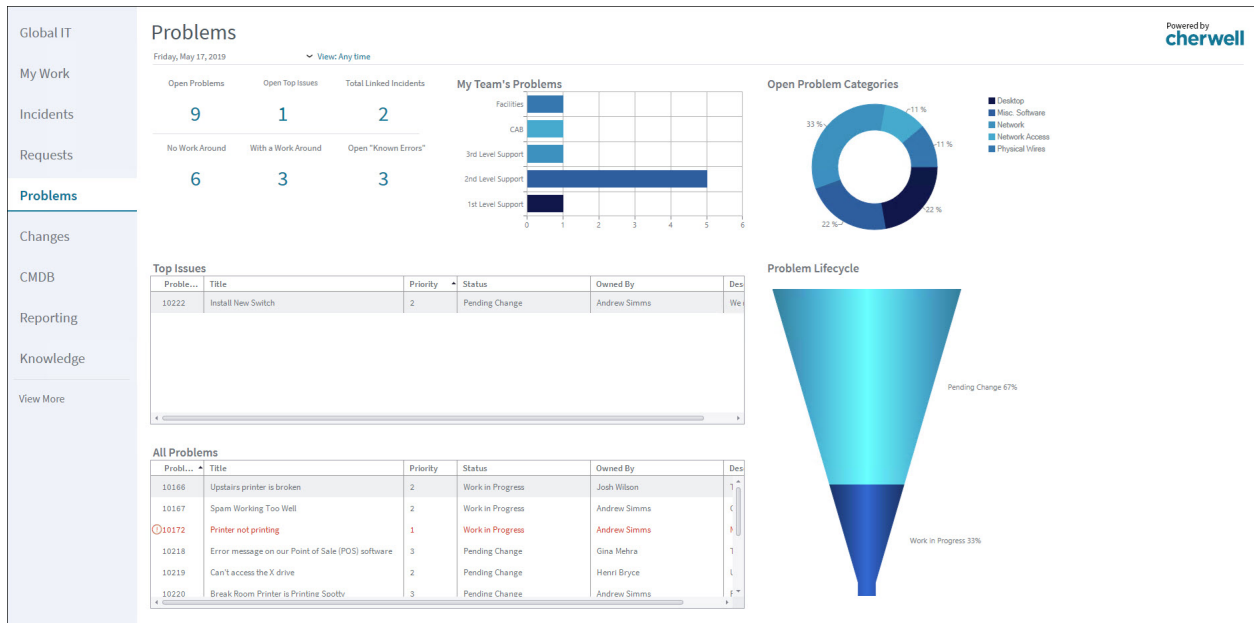 Global IT
My Work
Incidents
Requests
Problems
Changes
CMDB
Reporting
Knowledge
View More
Problems
Powered by
cherwell
Friday, May 17, 2019 View: Any time
Open Problems Open Top Issues Total Linked Incidents
9 1 2
No Work Around With a Work Around Open "Known Errors"
6 3 3
My Team's Problems
Facilities
CAB
3rd Level Support
2nd Level Support
1st Level Support
0 1 2 3 4 5 6
Open Problem Categories
11 %
33 %
11 %
22 %
22 %
Desktop
Misc. Software
Network
Network Access
Physical Wires
Top Issues
Proble... Title Priority Status Owned By Des
10222 Install New Switch 2 Pending Change Andrew Simms We
Problem Lifecycle
Pending Change 67%
Work in Progress 33%
All Problems
Probl... Title Priority Status Owned By Des
10166 Upstairs printer is broken 2 Work in Progress Josh Wilson
10167 Spam Working Too Well 2 Work in Progress Andrew Simms
10172 Printer not printing 1 Work in Progress Andrew Simms
10218 Error message on our Point of Sale (POS) software 3 Pending Change Gina Mehra
10219 Can't access the X drive 2 Pending Change Henri Bryce
10220 Break Room Printer is Printing Spotty 3 Pending Change Andrew Simms